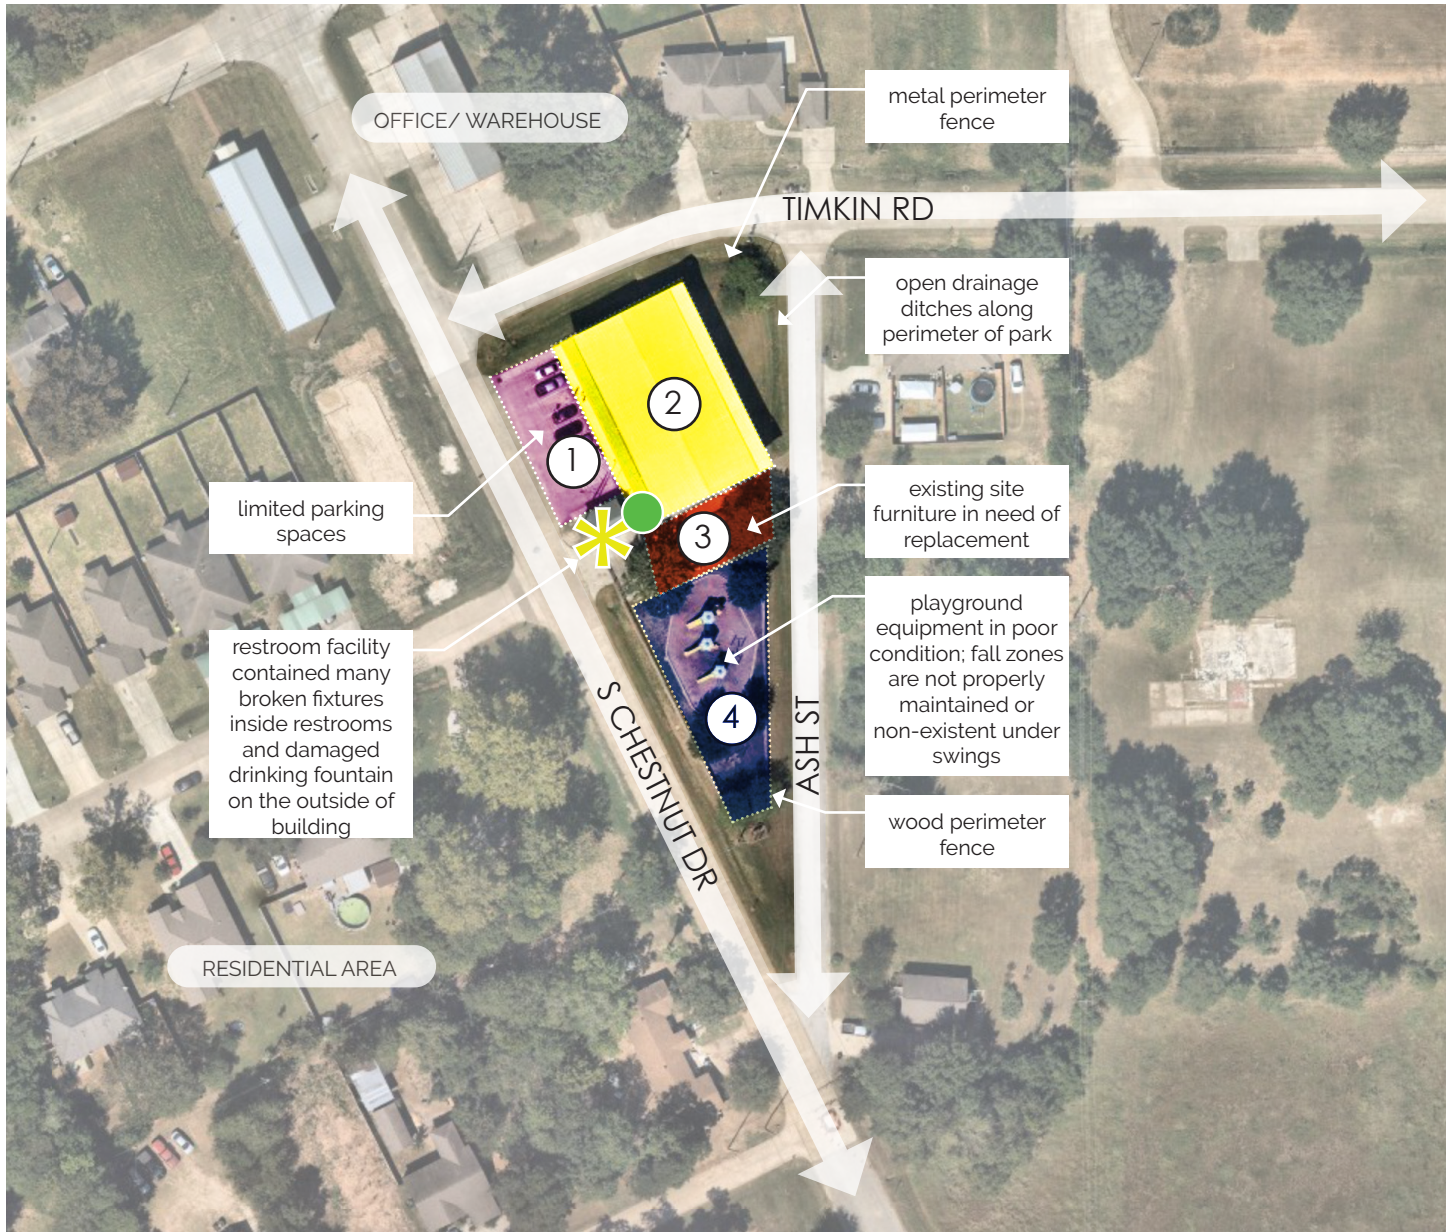 OFFICE/ WAREHOUSE
metal perimeter
fence
TIMKIN RD
open drainage
ditches along
perimeter of park
2
1
3
4
limited parking
spaces
existing site
furniture in need of
replacement
restroom facility
contained many
broken fixtures
inside restrooms
and damaged
drinking fountain
on the outside of
building
playground
equipment in poor
condition; fall zones
are not properly
maintained or
non-existent under
swings
S CHESTNUT DR
ASH ST
wood perimeter
fence
RESIDENTIAL AREA